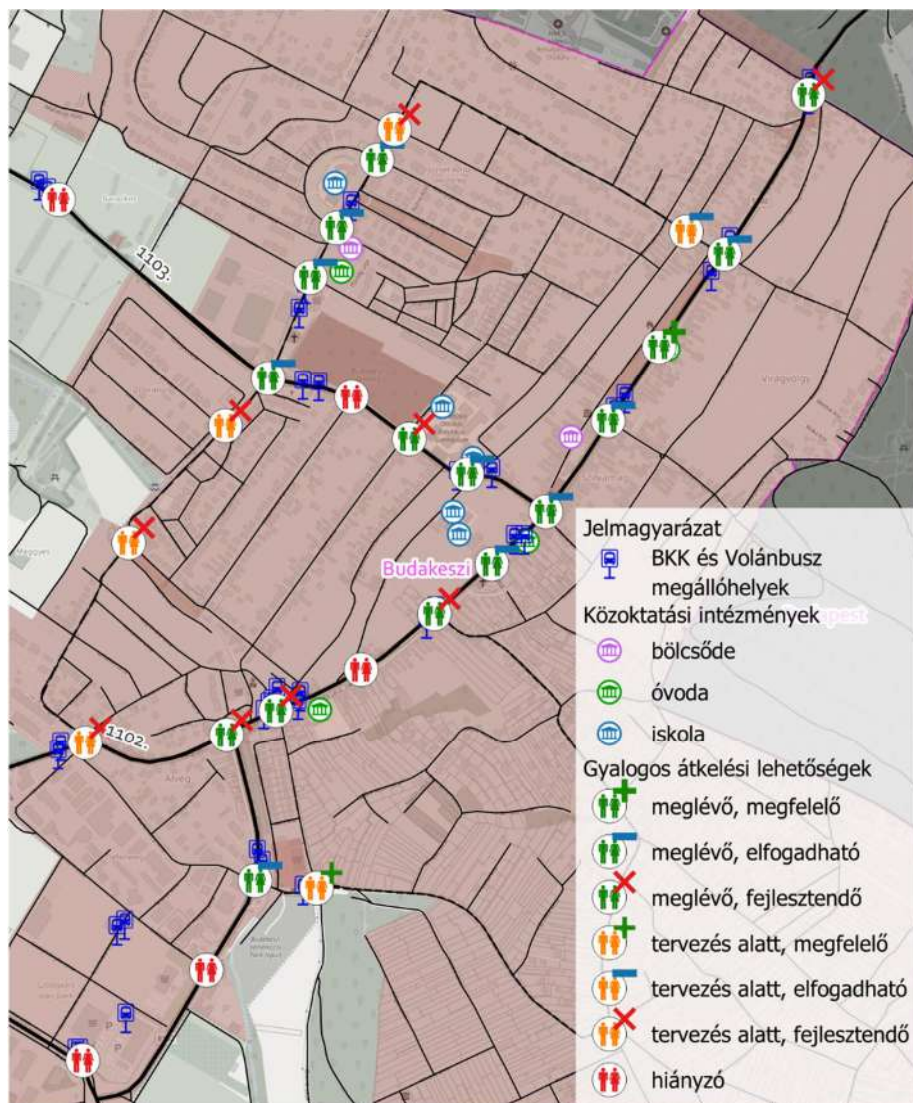 1103.
Virágvölgy
Budakeszi
1102.
Jelmagyarázat
BKK és Volánbusz
megállóhelyek
Közoktatási intézmények
bölcsőde
óvoda
iskola
Gyalogos átkelési lehetőségek
meglévő, megfelelő
meglévő, elfogadható
meglévő, fejlesztendő
tervezés alatt, megfelelő
tervezés alatt, elfogadható
tervezés alatt, fejlesztendő
hiányzó